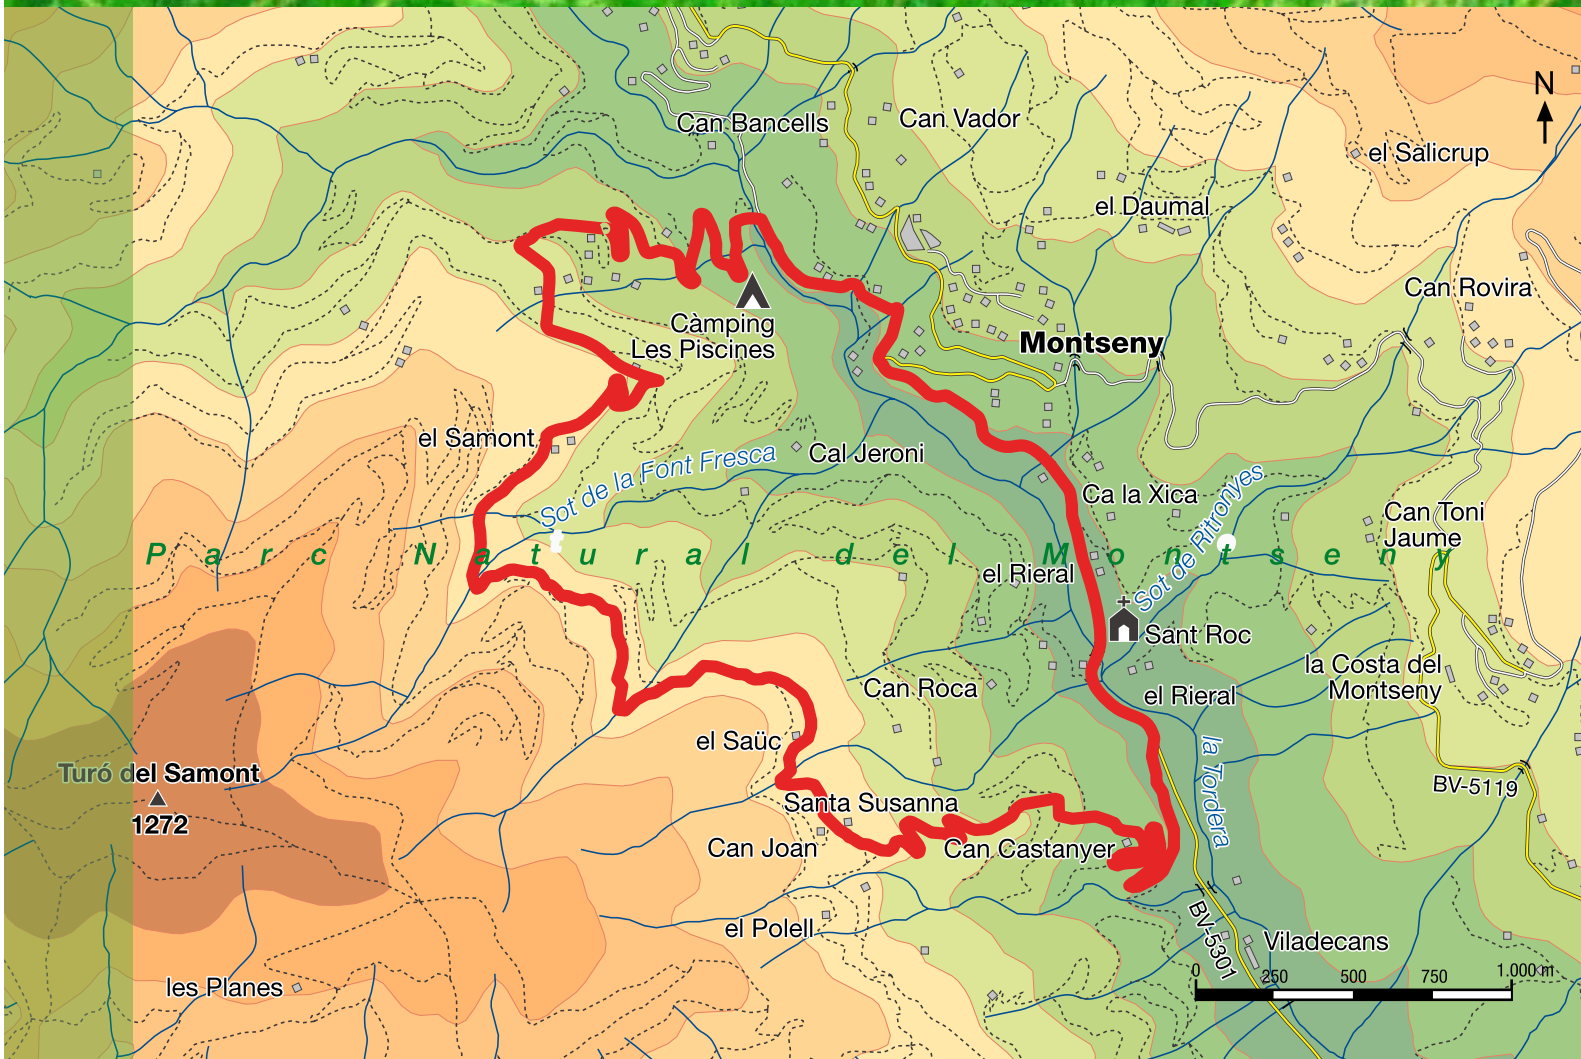 N
Can Bancells
Can Vador
el Salicrup
el Daumal
Can Rovira
Càmping
Les Piscines
Montseny
el Samont
Cal Jeroni
Sot de la Font Fresca
Ca la Xica
Sot de Riitronyes
Can Toni
Jaume
Parc Natural del Montseny
el Rieral
Sant Roc
la Costa del
Montseny
Can Roca
el Rieral
el Saüc
la Tordera
Turó del Samont
1272
BV-5119
Santa Susanna
Can Joan
Can Castanyer
el Polell
BV-5301
Viladecans
les Planes
0 250 500 750 1.000 m